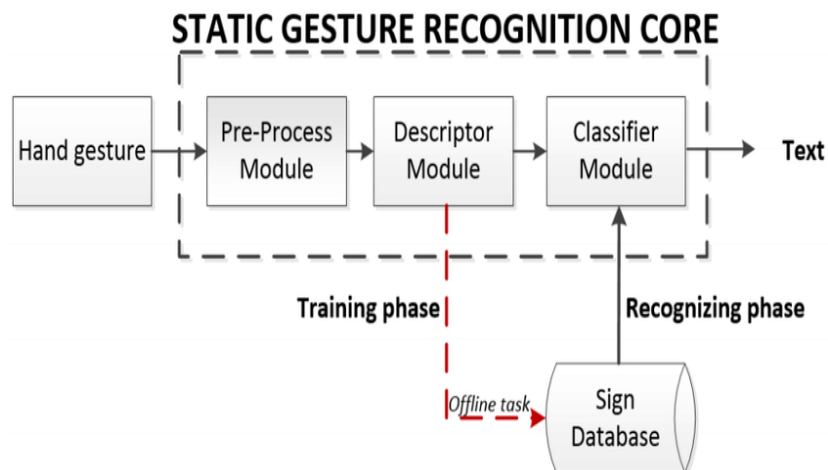 STATIC GESTURE RECOGNITION CORE
Hand gesture
Pre-Process
Module
Descriptor
Module
Classifier
Module
Text
Training phase
Recognizing phase
Offline task
Sign
Database